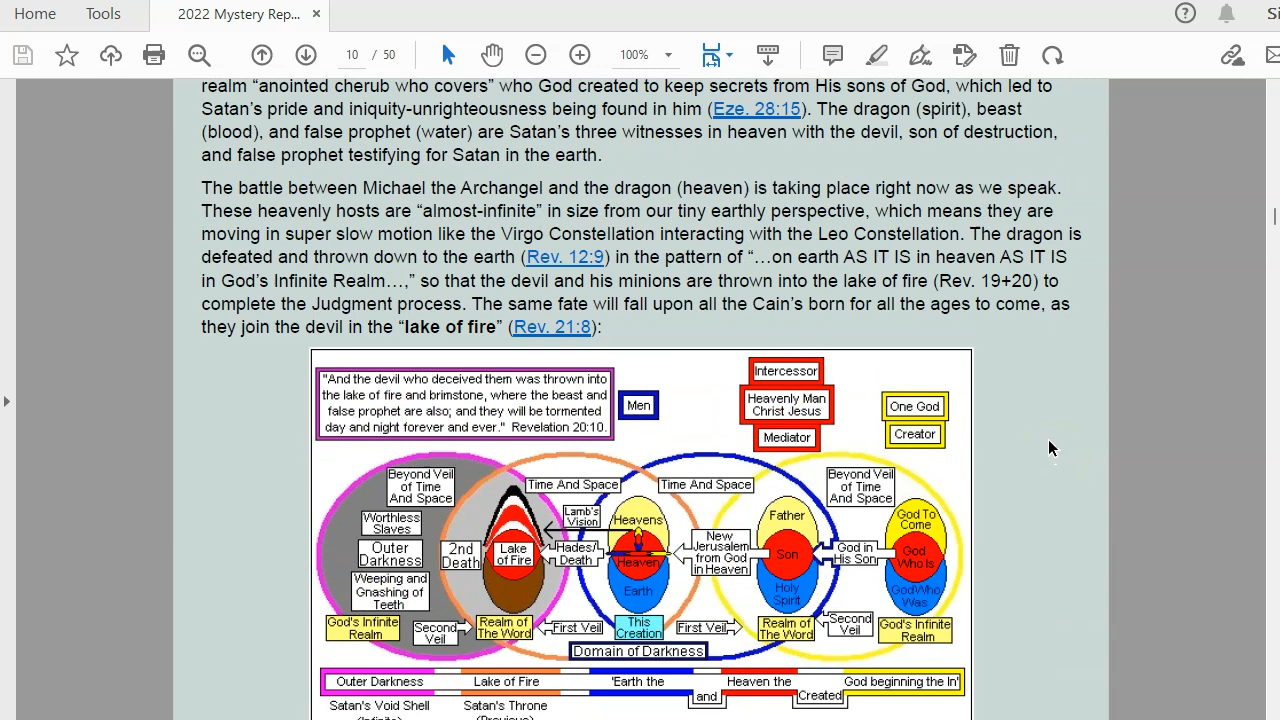 Home Tools 2022 Mystery Rep... × Si
10 / 50 100%
realm “anointed cherub who covers” who God created to keep secrets from His sons of God, which led to
Satan’s pride and iniquity-unrighteousness being found in him (Eze. 28:15). The dragon (spirit), beast
(blood), and false prophet (water) are Satan’s three witnesses in heaven with the devil, son of destruction,
and false prophet testifying for Satan in the earth.
The battle between Michael the Archangel and the dragon (heaven) is taking place right now as we speak.
These heavenly hosts are “almost-infinite” in size from our tiny earthly perspective, which means they are
moving in super slow motion like the Virgo Constellation interacting with the Leo Constellation. The dragon is
defeated and thrown down to the earth (Rev. 12:9) in the pattern of “…on earth AS IT IS in heaven AS IT IS
in God’s Infinite Realm…,” so that the devil and his minions are thrown into the lake of fire (Rev. 19+20) to
complete the Judgment process. The same fate will fall upon all the Cain’s born for all the ages to come, as
they join the devil in the “lake of fire” (Rev. 21:8):
"And the devil who deceived them was thrown into
the lake of fire and brimstone, where the beast and
false prophet are also; and they will be tormented
day and night forever and ever." Revelation 20:10.
Men
Intercessor
Heavenly Man
Christ Jesus
Mediator
One God
Creator
Beyond Veil
of Time
And Space
Time And Space
Time And Space
Beyond Veil
of Time
And Space
Worthless
Slaves
Outer
Darkness
Weeping and
Gnashing of
Teeth
God's Infinite
Realm
2nd
Death
Second
Veil
Lake
of Fire
Realm of
The Word
Lamb's
Vision
Hades/
Death
First Veil
Heavens
Heaven
Earth
This
Creation
Domain of Darkness
New
Jerusalem
from God
in Heaven
First Veil
Father
Son
Holy
Spirit
Realm of
The Word
God in
His Son
Second
Veil
God To
Come
God
Who Is
God Who
Was
God's Infinite
Realm
Outer Darkness Lake of Fire 'Earth the and Heaven the Created God beginning the In'
Satan's Void Shell Satan's Throne
(Infinite) (Previous)